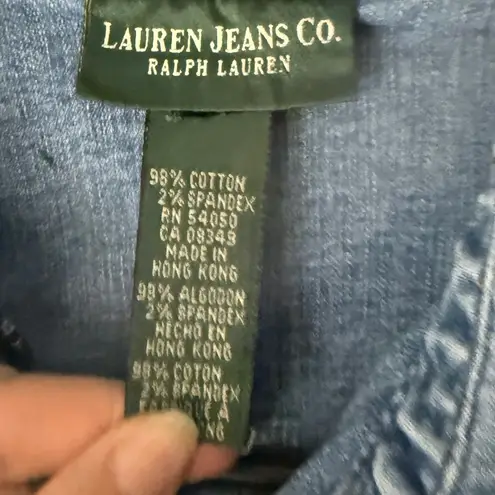 LAUREN JEANS CO.
RALPH LAUREN
98% COTTON
2% SPANDEX
RN 54050
CA 08349
MADE IN
HONG KONG
98% ALGODON
2% SPANDEX
HECHO EN
HONG KONG
98% COTON
2% SPANDEX